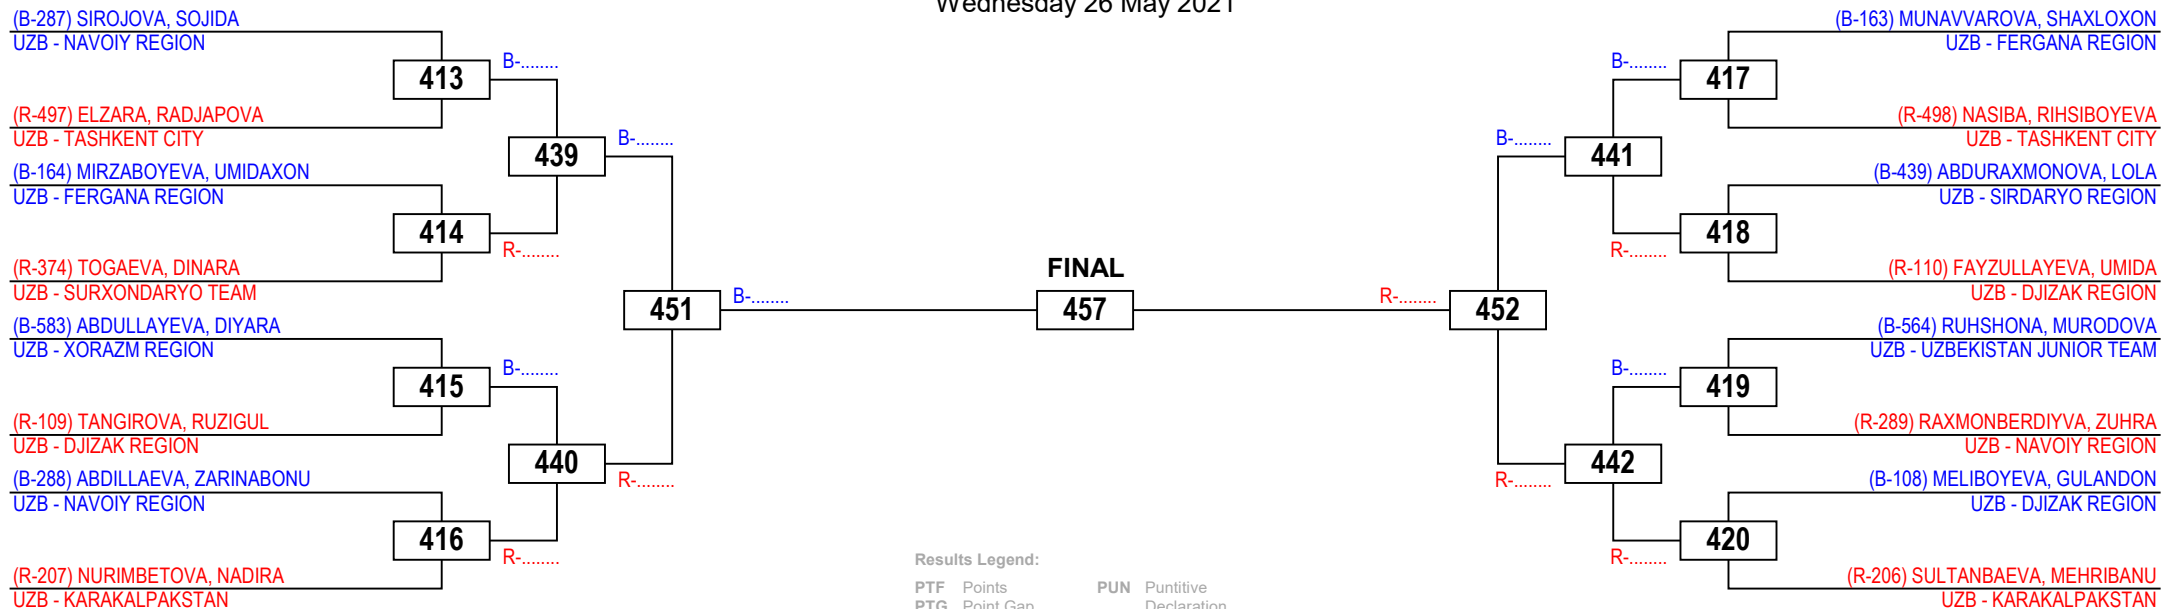 Wednesday 26 May 2021
(B-287) SIROJOVA, SOJIDA
UZB - NAVOIY REGION
413
B-........
(R-497) ELZARA, RADJAPOVA
UZB - TASHKENT CITY
439
B-........
(B-164) MIRZABOYEVA, UMIDAXON
UZB - FERGANA REGION
414
R-........
(R-374) TOGAEVA, DINARA
UZB - SURXONDARYO TEAM
451
B-........
(B-583) ABDULLAYEVA, DIYARA
UZB - XORAZM REGION
415
B-........
(R-109) TANGIROVA, RUZIGUL
UZB - DJIZAK REGION
440
R-........
(B-288) ABDILLAEVA, ZARINABONU
UZB - NAVOIY REGION
416
R-........
(R-207) NURIMBETOVA, NADIRA
UZB - KARAKALPAKSTAN
FINAL
457
(B-163) MUNAVVAROVA, SHAXLOXON
UZB - FERGANA REGION
B-........
417
(R-498) NASIBA, RIHSIBOYEVA
UZB - TASHKENT CITY
B-........
441
(B-439) ABDURAXMONOVA, LOLA
UZB - SIRDARYO REGION
R-........
418
(R-110) FAYZULLAYEVA, UMIDA
UZB - DJIZAK REGION
R-........
452
(B-564) RUHSHONA, MURODOVA
UZB - UZBEKISTAN JUNIOR TEAM
B-........
419
(R-289) RAXMONBERDIYVA, ZUHRA
UZB - NAVOIY REGION
R-........
442
(B-108) MELIBOYEVA, GULANDON
UZB - DJIZAK REGION
R-........
420
(R-206) SULTANBAEVA, MEHRIBANU
UZB - KARAKALPAKSTAN
Results Legend:
PTF Points PUN Puntitive
PTG Point Gap Declaration